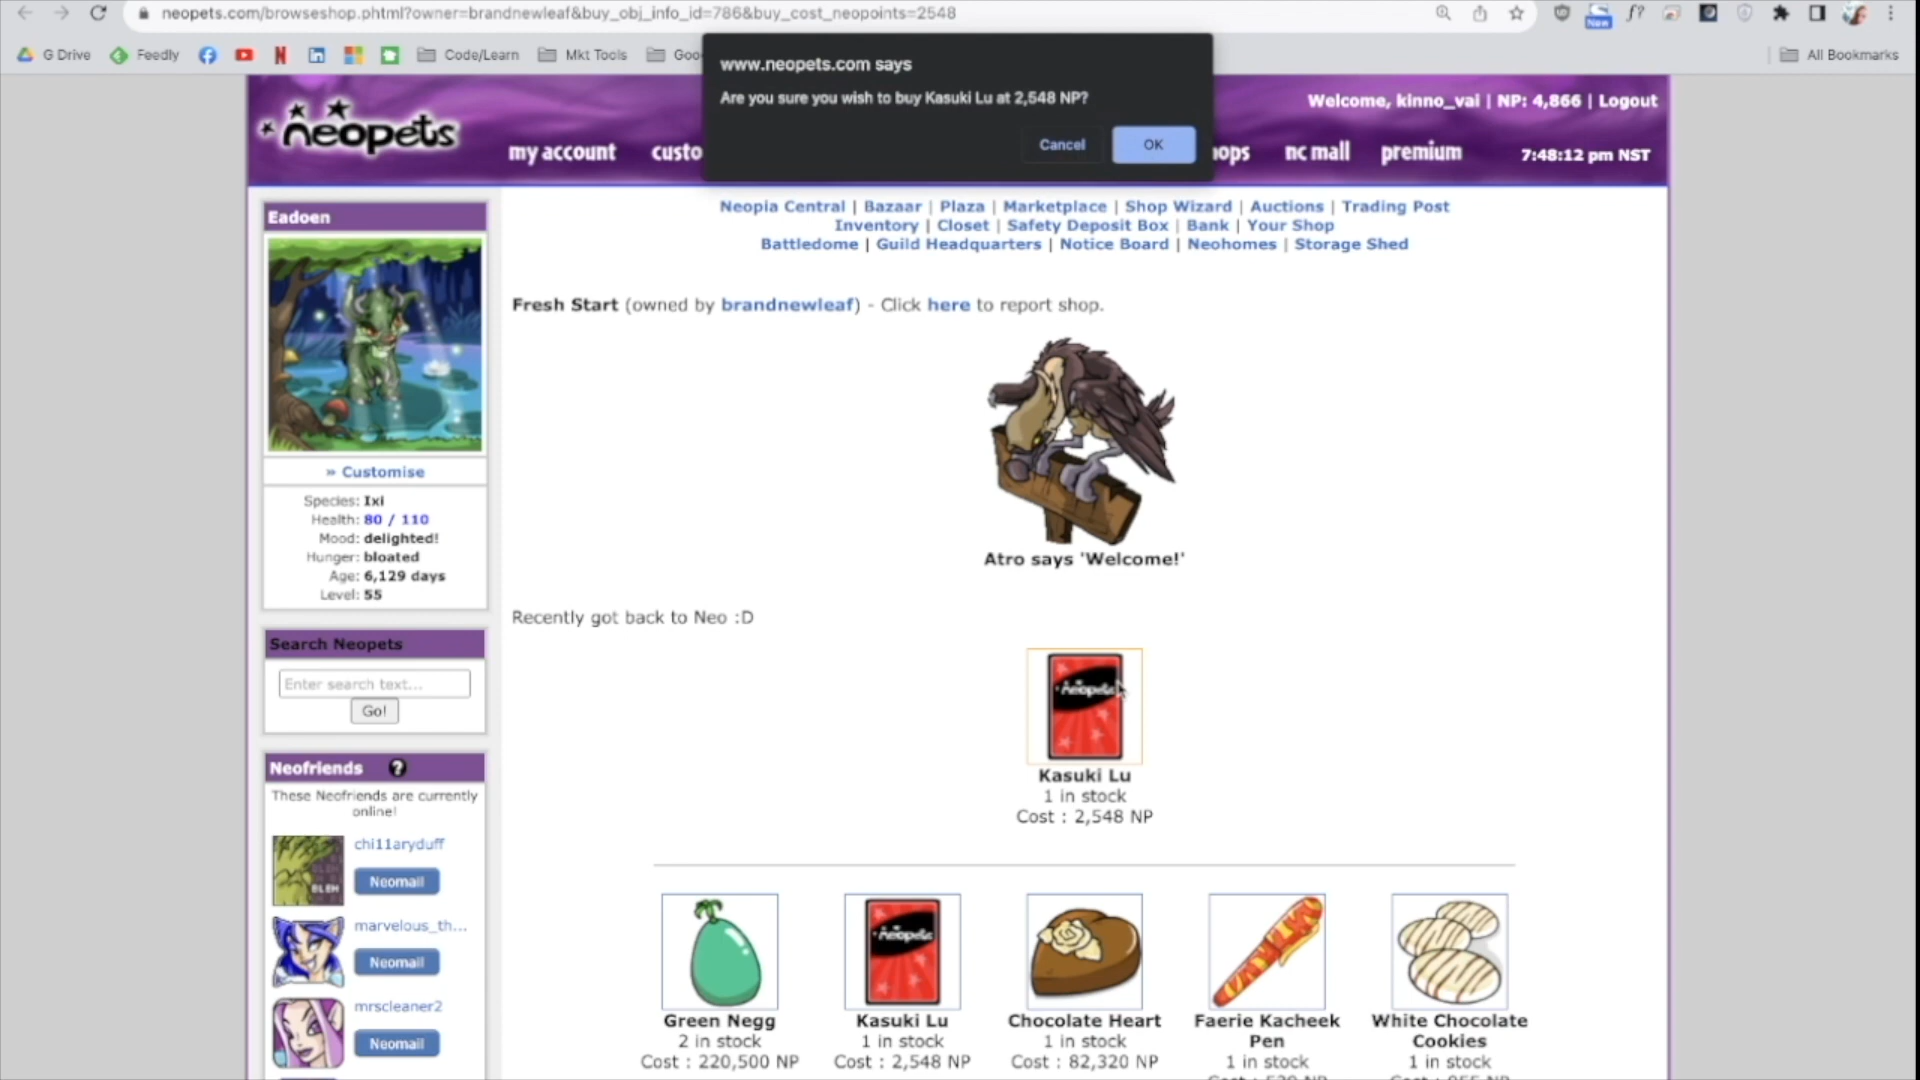 neopets.com/browseshop.phtml?owner=brandnewleaf&buy_obj_info_id=786&buy_cost_neopoints=2548
New
f?
G Drive
Feedly
Code/Learn
Mkt Tools
Goo
All Bookmarks
www.neopets.com says
Are you sure you wish to buy Kasuki Lu at 2,548 NP?
Cancel
OK
neopets
Welcome, kinno_vai | NP: 4,866 | Logout
my account
custo
hops
nc mall
premium
7:48:12 pm NST
Neopia Central | Bazaar | Plaza | Marketplace | Shop Wizard | Auctions | Trading Post
Inventory | Closet | Safety Deposit Box | Bank | Your Shop
Battledome | Guild Headquarters | Notice Board | Neohomes | Storage Shed
Eadoen
» Customise
Species: Ixi
Health: 80 / 110
Mood: delighted!
Hunger: bloated
Age: 6,129 days
Level: 55
Search Neopets
Enter search text...
Go!
Neofriends ?
These Neofriends are currently
online!
chi11aryduff
BLEH
Neomail
marvelous_th...
Neomail
mrscleaner2
Neomail
Fresh Start (owned by brandnewleaf) - Click here to report shop.
Atro says 'Welcome!'
Recently got back to Neo :D
neopets
Kasuki Lu
1 in stock
Cost : 2,548 NP
Green Negg
2 in stock
Cost : 220,500 NP
neopets
Kasuki Lu
1 in stock
Cost : 2,548 NP
Chocolate Heart
1 in stock
Cost : 82,320 NP
Faerie Kacheek
Pen
1 in stock
White Chocolate
Cookies
1 in stock